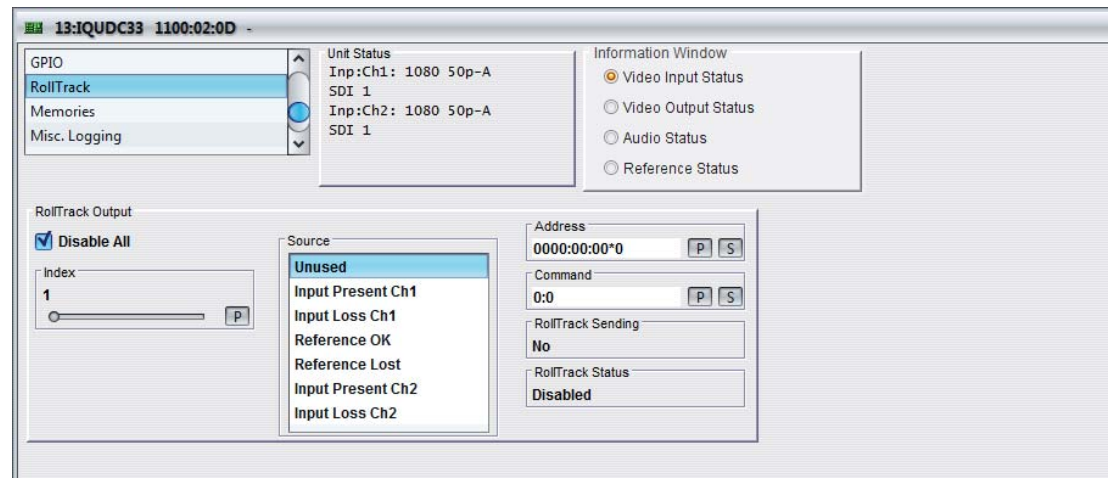 13:IQUDC33 1100:02:0D -
GPIO
RollTrack
Memories
Misc. Logging
Unit Status
Inp:Ch1: 1080 50p-A
SDI 1
Inp:Ch2: 1080 50p-A
SDI 1
Information Window
Video Input Status
Video Output Status
Audio Status
Reference Status
RollTrack Output
Disable All
Index
1
P
Source
Unused
Input Present Ch1
Input Loss Ch1
Reference OK
Reference Lost
Input Present Ch2
Input Loss Ch2
Address
0000:00:00*0 P S
Command
0:0 P S
RollTrack Sending
No
RollTrack Status
Disabled